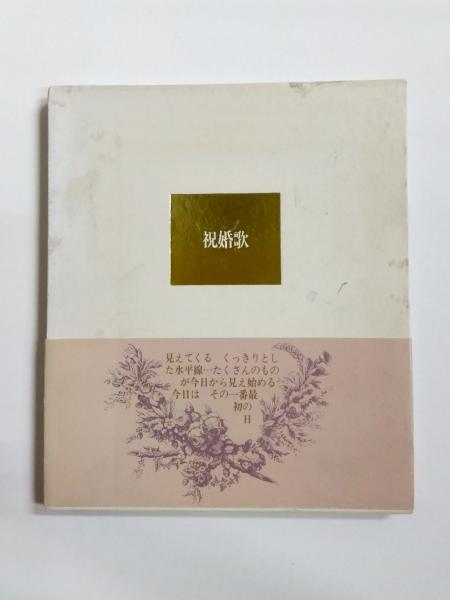 祝婚歌
見えてくる　くっきりとし
た水平線…たくさんのもの
が今日から見え始める
今日は　その一番最
初の
日